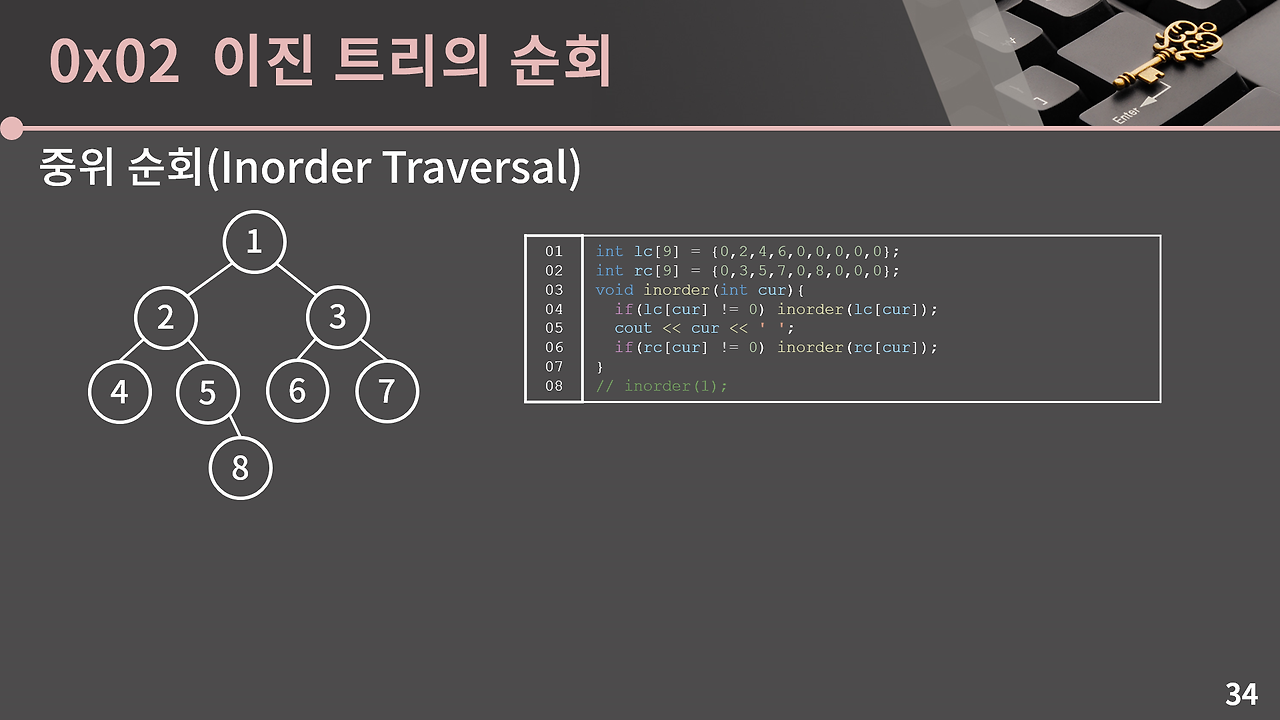 0x02 이진 트리의 순회
Enter
중위 순회(Inorder Traversal)
1
2
3
4
5
6
7
8
01 int lc[9] = {0,2,4,6,0,0,0,0,0};
02 int rc[9] = {0,3,5,7,0,8,0,0,0};
03 void inorder(int cur){
04 if(lc[cur] != 0) inorder(lc[cur]);
05 cout << cur << ' ';
06 if(rc[cur] != 0) inorder(rc[cur]);
07 }
08 // inorder(1);
34